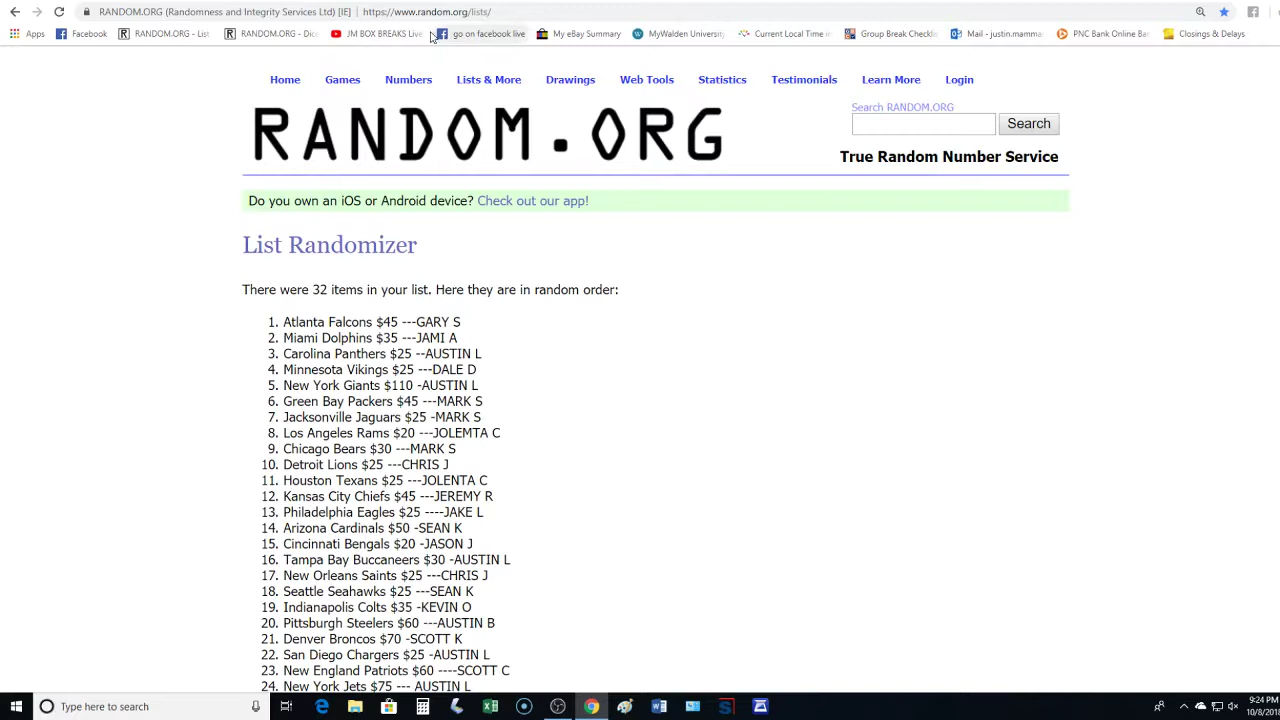 RANDOM.ORG (Randomness and Integrity Services Ltd) [IE] | https://www.random.org/lists/
Apps Facebook RANDOM.ORG - List RANDOM.ORG - Dice JM BOX BREAKS Live go on facebook live My eBay Summary MyWalden University Current Local Time in Group Break Checklis Mail - justin.mamma PNC Bank Online Ban Closings & Delays
Home Games Numbers Lists & More Drawings Web Tools Statistics Testimonials Learn More Login
RANDOM.ORG
Search RANDOM.ORG
Search
True Random Number Service
Do you own an iOS or Android device? Check out our app!
List Randomizer
There were 32 items in your list. Here they are in random order:
1. Atlanta Falcons $45 ---GARY S
2. Miami Dolphins $35 ---JAMI A
3. Carolina Panthers $25 --AUSTIN L
4. Minnesota Vikings $25 ---DALE D
5. New York Giants $110 -AUSTIN L
6. Green Bay Packers $45 ---MARK S
7. Jacksonville Jaguars $25 -MARK S
8. Los Angeles Rams $20 ---JOLEMTA C
9. Chicago Bears $30 ---MARK S
10. Detroit Lions $25 ---CHRIS J
11. Houston Texans $25 ---JOLENTA C
12. Kansas City Chiefs $45 ---JEREMY R
13. Philadelphia Eagles $25 ----JAKE L
14. Arizona Cardinals $50 -SEAN K
15. Cincinnati Bengals $20 -JASON J
16. Tampa Bay Buccaneers $30 -AUSTIN L
17. New Orleans Saints $25 ---CHRIS J
18. Seattle Seahawks $25 ---SEAN K
19. Indianapolis Colts $35 -KEVIN O
20. Pittsburgh Steelers $60 ---AUSTIN B
21. Denver Broncos $70 -SCOTT K
22. San Diego Chargers $25 -AUSTIN L
23. New England Patriots $60 ----SCOTT C
24. New York Jets $75 --- AUSTIN L
Type here to search
9:24 PM